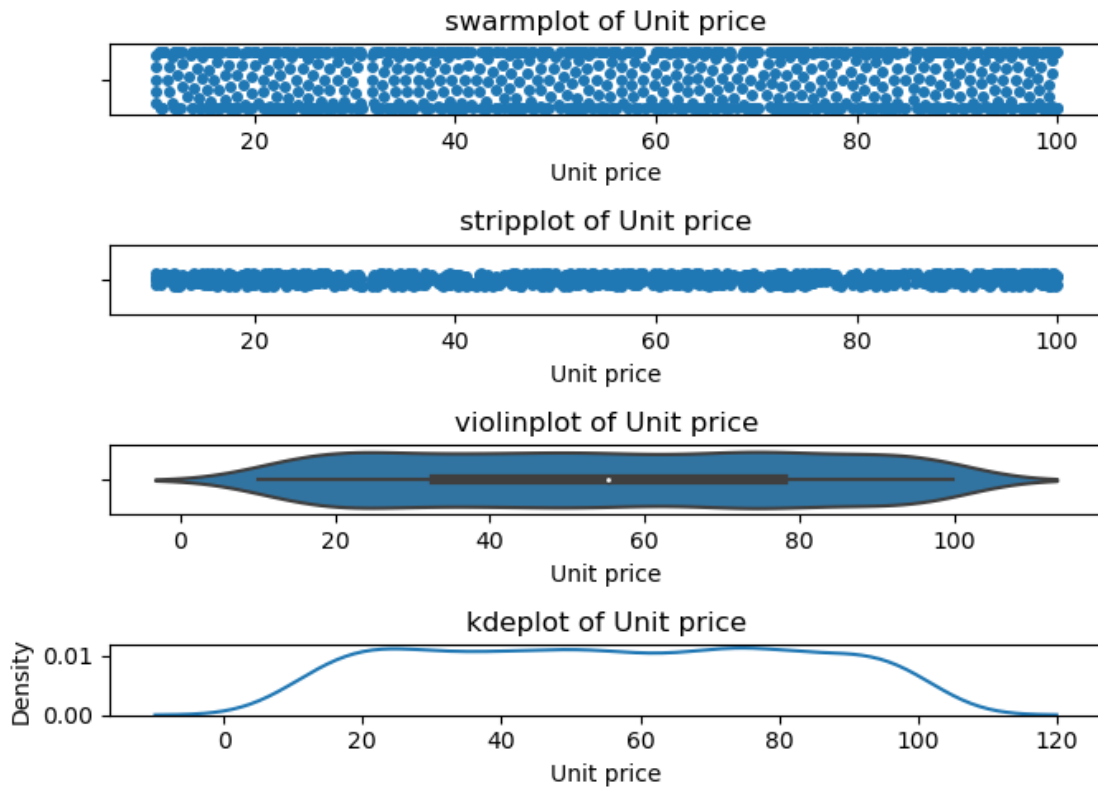 swarmplot of Unit price
20 40 60 80 100
Unit price
stripplot of Unit price
20 40 60 80 100
Unit price
violinplot of Unit price
0 20 40 60 80 100
Unit price
kdeplot of Unit price
Density
0.01
0.00
0 20 40 60 80 100 120
Unit price